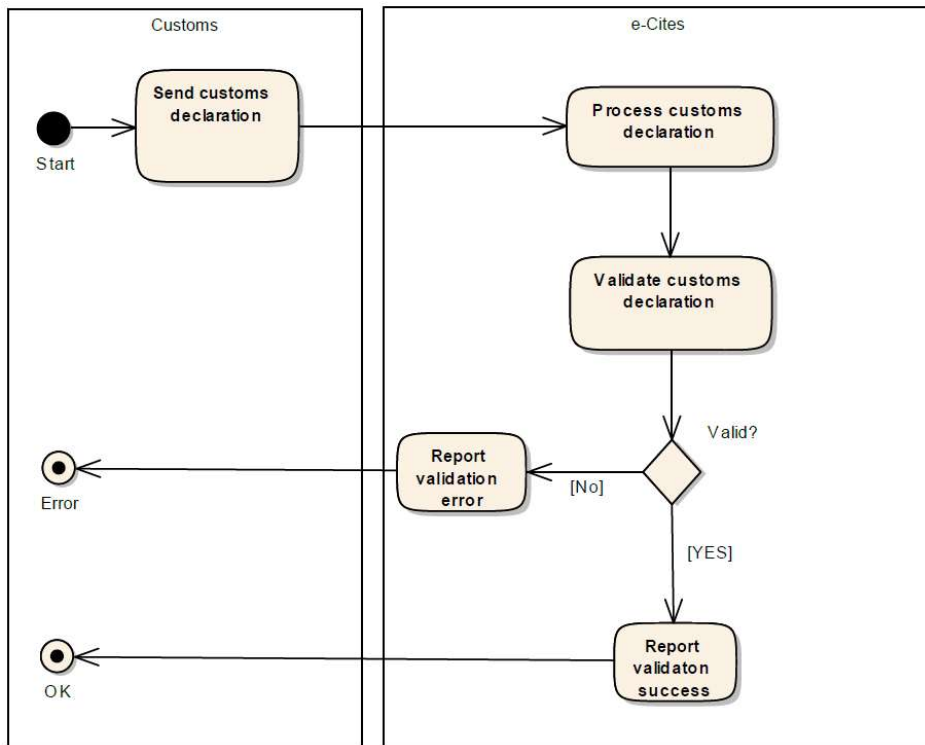 Customs
e-Cites
Send customs
declaration
Process customs
declaration
Start
Validate customs
declaration
Valid?
Report
validation
error
[No]
Error
[YES]
Report
validaton
success
OK